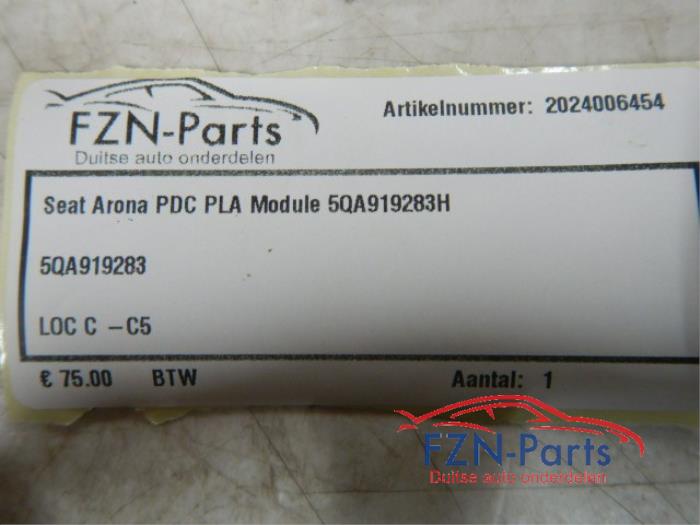 FZN-Parts
Duitse auto onderdelen
Artikelnummer: 2024006454
Seat Arona PDC PLA Module 5QA919283H
5QA919283
LOC C – C5
€ 75.00 BTW Aantal: 1
FZN-Parts
Duitse auto onderdelen